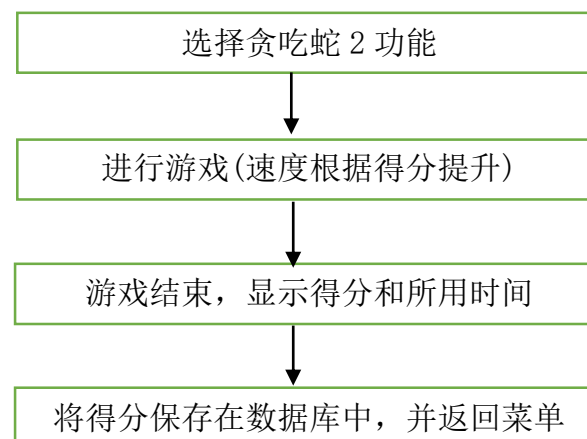 选择贪吃蛇 2 功能
进行游戏(速度根据得分提升)
游戏结束，显示得分和所用时间
将得分保存在数据库中，并返回菜单